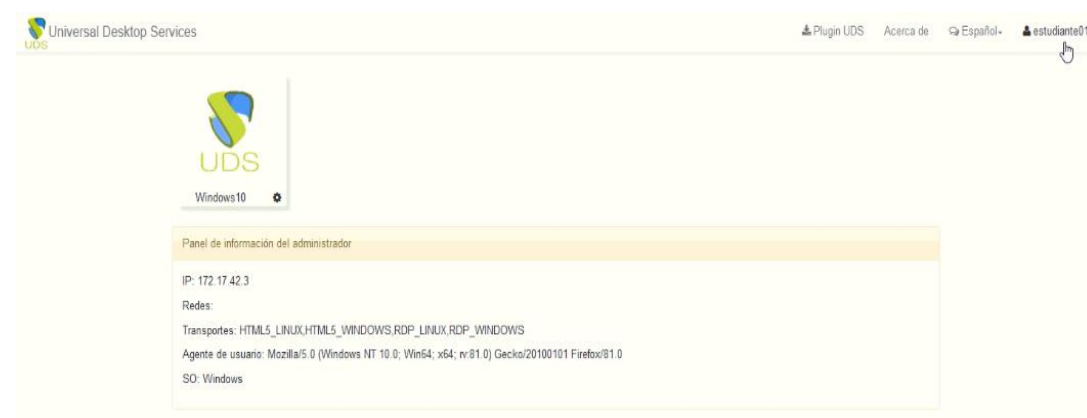 UDS
Universal Desktop Services
Plugin UDS
Acerca de
Español
estudiante01
UDS
Windows10
Panel de información del administrador
IP: 172.17.42.3
Redes:
Transportes: HTML5_LINUX,HTML5_WINDOWS,RDP_LINUX,RDP_WINDOWS
Agente de usuario: Mozilla/5.0 (Windows NT 10.0; Win64; x64; rv:81.0) Gecko/20100101 Firefox/81.0
SO: Windows